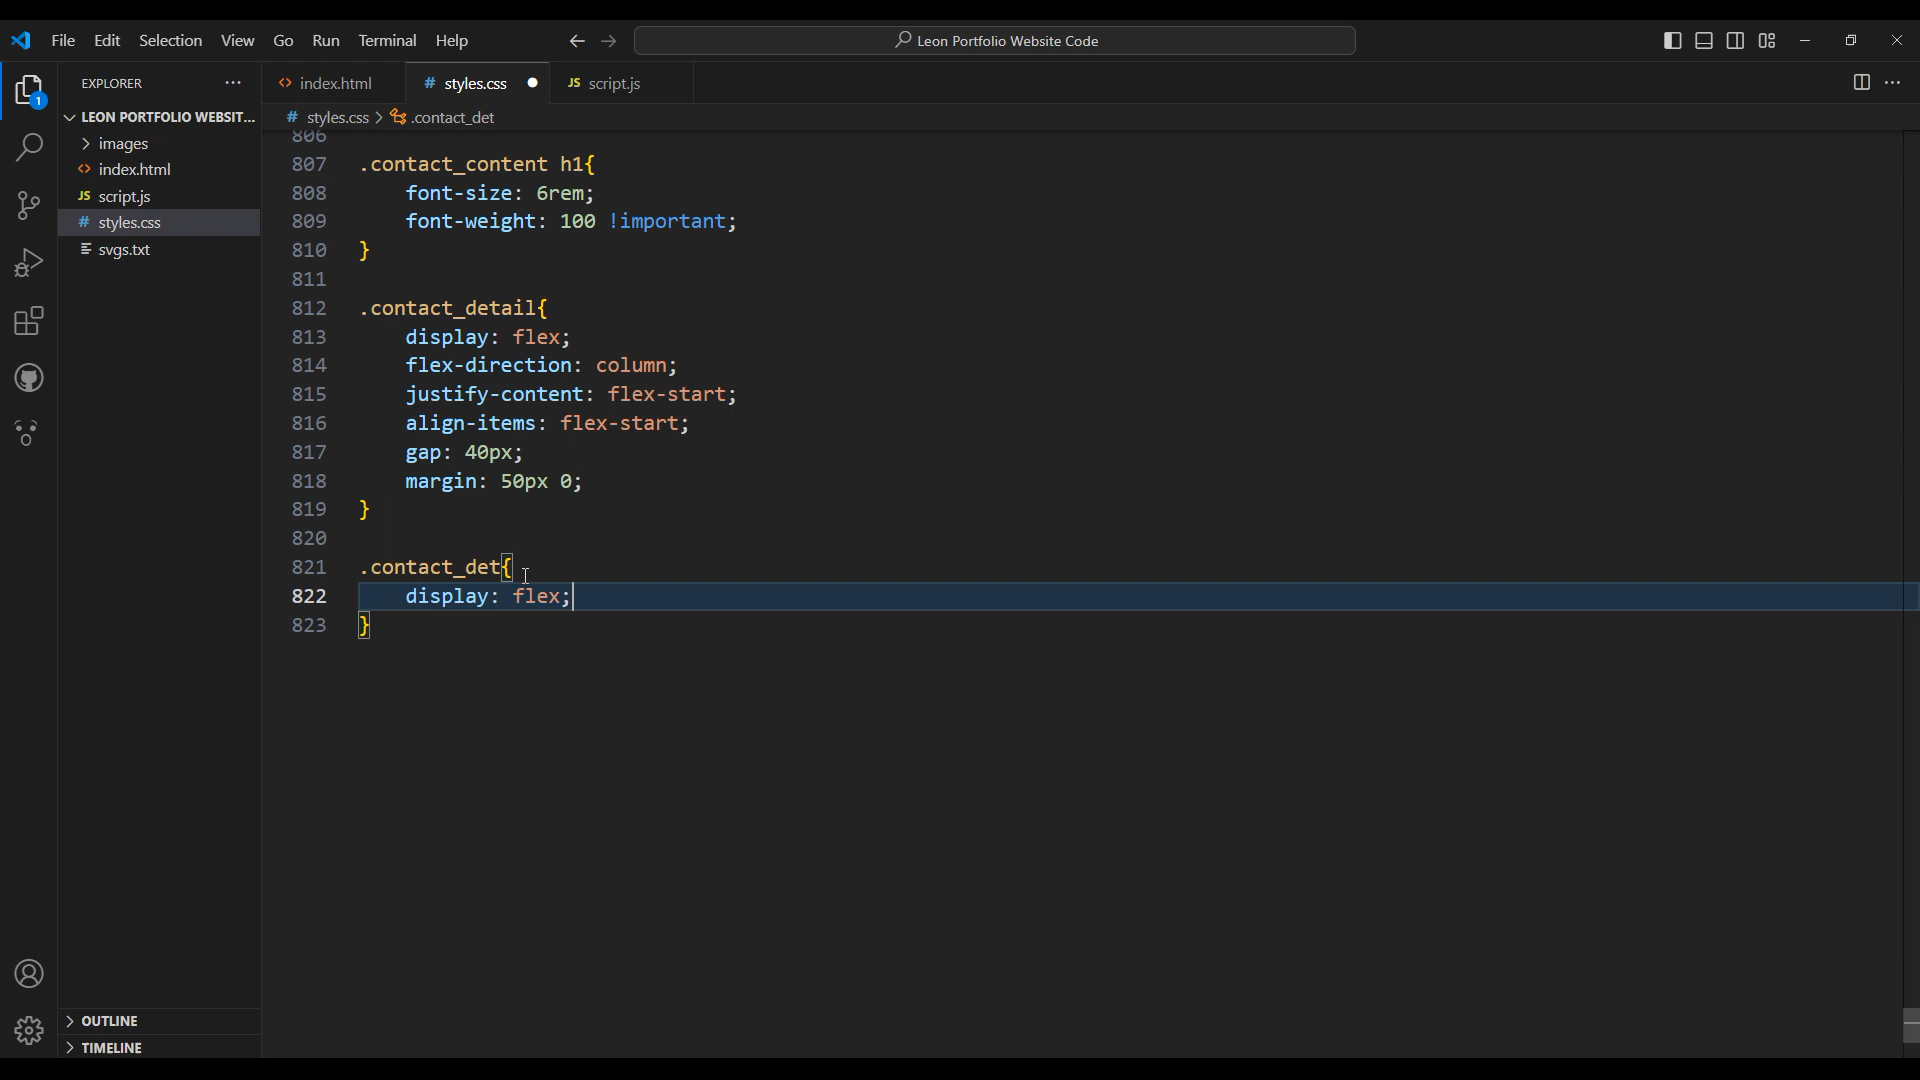 File Edit Selection View Go Run Terminal Help
Leon Portfolio Website Code
EXPLORER
1
LEON PORTFOLIO WEBSIT...
images
index.html
JS script.js
# styles.css
svgs.txt
OUTLINE
TIMELINE
index.html
# styles.css
JS script.js
# styles.css > .contact_det
806
807 .contact_content h1{
808     font-size: 6rem;
809     font-weight: 100 !important;
810 }
811
812 .contact_detail{
813     display: flex;
814     flex-direction: column;
815     justify-content: flex-start;
816     align-items: flex-start;
817     gap: 40px;
818     margin: 50px 0;
819 }
820
821 .contact_det{
822     display: flex;
823 }